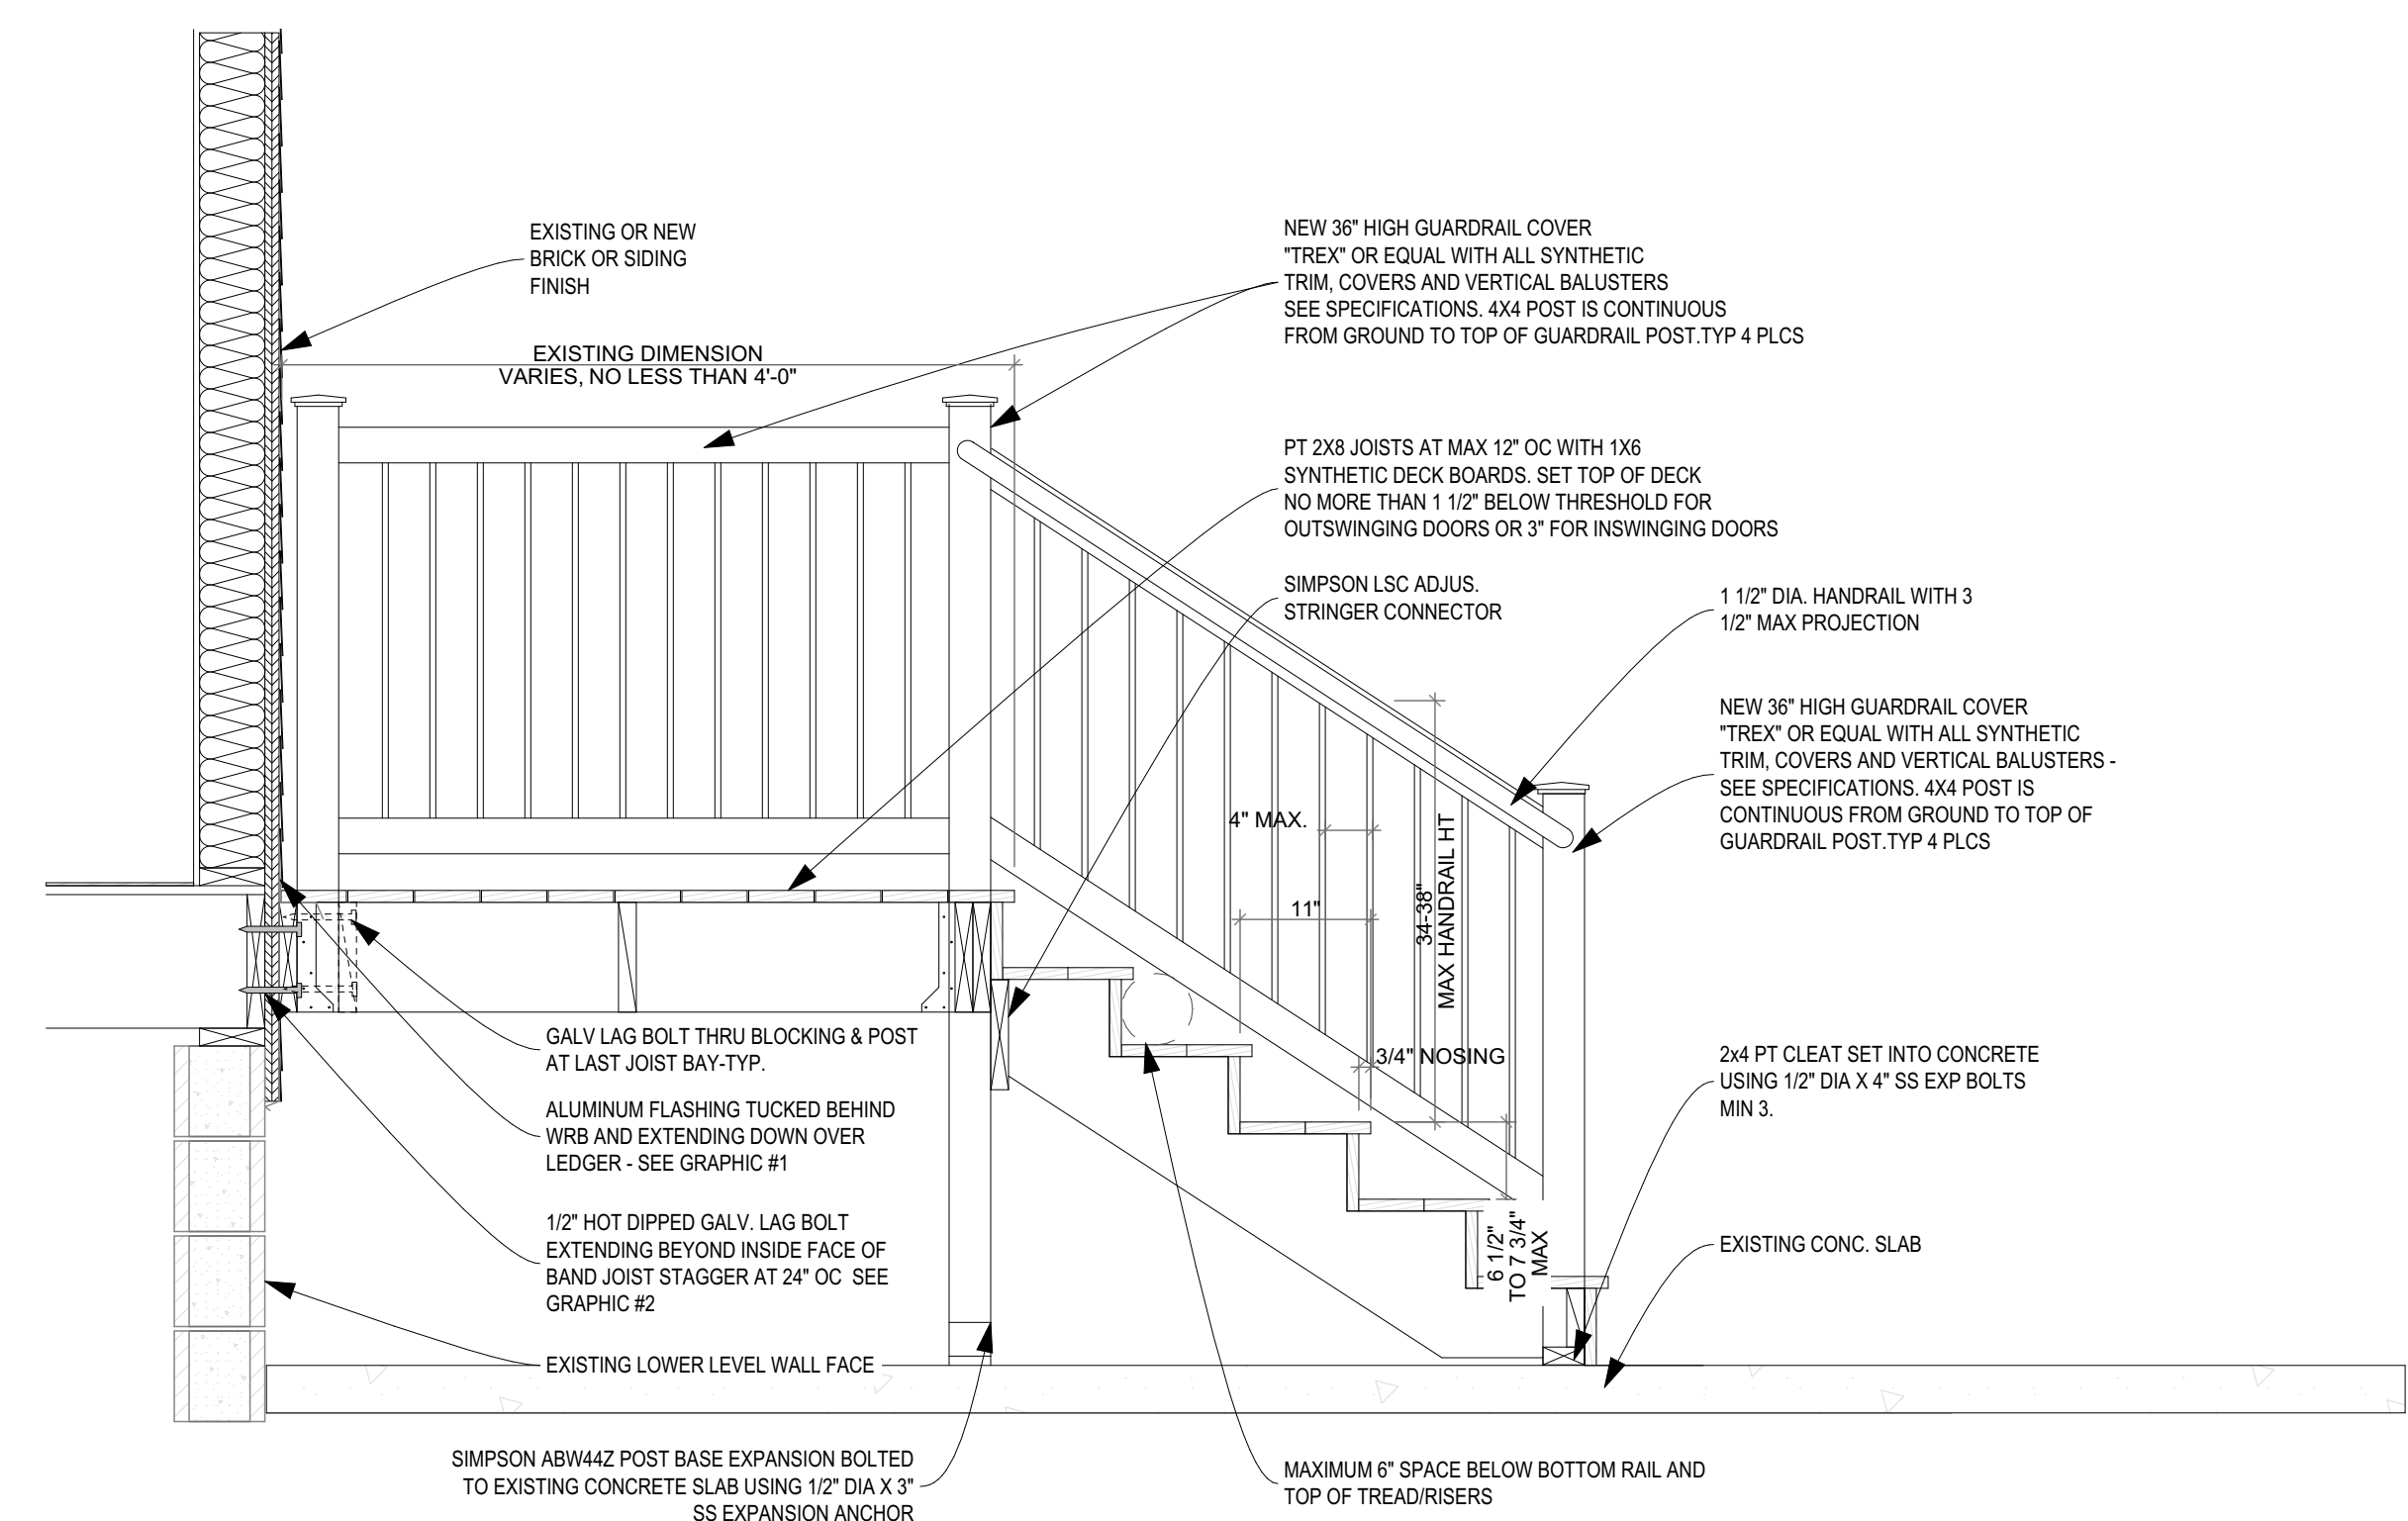 EXISTING OR NEW
BRICK OR SIDING
FINISH
EXISTING DIMENSION
VARIES, NO LESS THAN 4'-0"
NEW 36" HIGH GUARDRAIL COVER
"TREX" OR EQUAL WITH ALL SYNTHETIC
TRIM, COVERS AND VERTICAL BALUSTERS
SEE SPECIFICATIONS. 4X4 POST IS CONTINUOUS
FROM GROUND TO TOP OF GUARDRAIL POST.TYP 4 PLCS
PT 2X8 JOISTS AT MAX 12" OC WITH 1X6
SYNTHETIC DECK BOARDS. SET TOP OF DECK
NO MORE THAN 1 1/2" BELOW THRESHOLD FOR
OUTSWINGING DOORS OR 3" FOR INSWINGING DOORS
SIMPSON LSC ADJUS.
STRINGER CONNECTOR
1 1/2" DIA. HANDRAIL WITH 3
1/2" MAX PROJECTION
NEW 36" HIGH GUARDRAIL COVER
"TREX" OR EQUAL WITH ALL SYNTHETIC
TRIM, COVERS AND VERTICAL BALUSTERS -
SEE SPECIFICATIONS. 4X4 POST IS
CONTINUOUS FROM GROUND TO TOP OF
GUARDRAIL POST.TYP 4 PLCS
4" MAX.
11"
34-38"
MAX HANDRAIL HT
3/4" NOSING
6 1/2"
TO 7 3/4"
MAX
GALV LAG BOLT THRU BLOCKING & POST
AT LAST JOIST BAY-TYP.
ALUMINUM FLASHING TUCKED BEHIND
WRB AND EXTENDING DOWN OVER
LEDGER - SEE GRAPHIC #1
1/2" HOT DIPPED GALV. LAG BOLT
EXTENDING BEYOND INSIDE FACE OF
BAND JOIST STAGGER AT 24" OC SEE
GRAPHIC #2
EXISTING LOWER LEVEL WALL FACE
2x4 PT CLEAT SET INTO CONCRETE
USING 1/2" DIA X 4" SS EXP BOLTS
MIN 3.
EXISTING CONC. SLAB
SIMPSON ABW44Z POST BASE EXPANSION BOLTED
TO EXISTING CONCRETE SLAB USING 1/2" DIA X 3"
SS EXPANSION ANCHOR
MAXIMUM 6" SPACE BELOW BOTTOM RAIL AND
TOP OF TREAD/RISERS